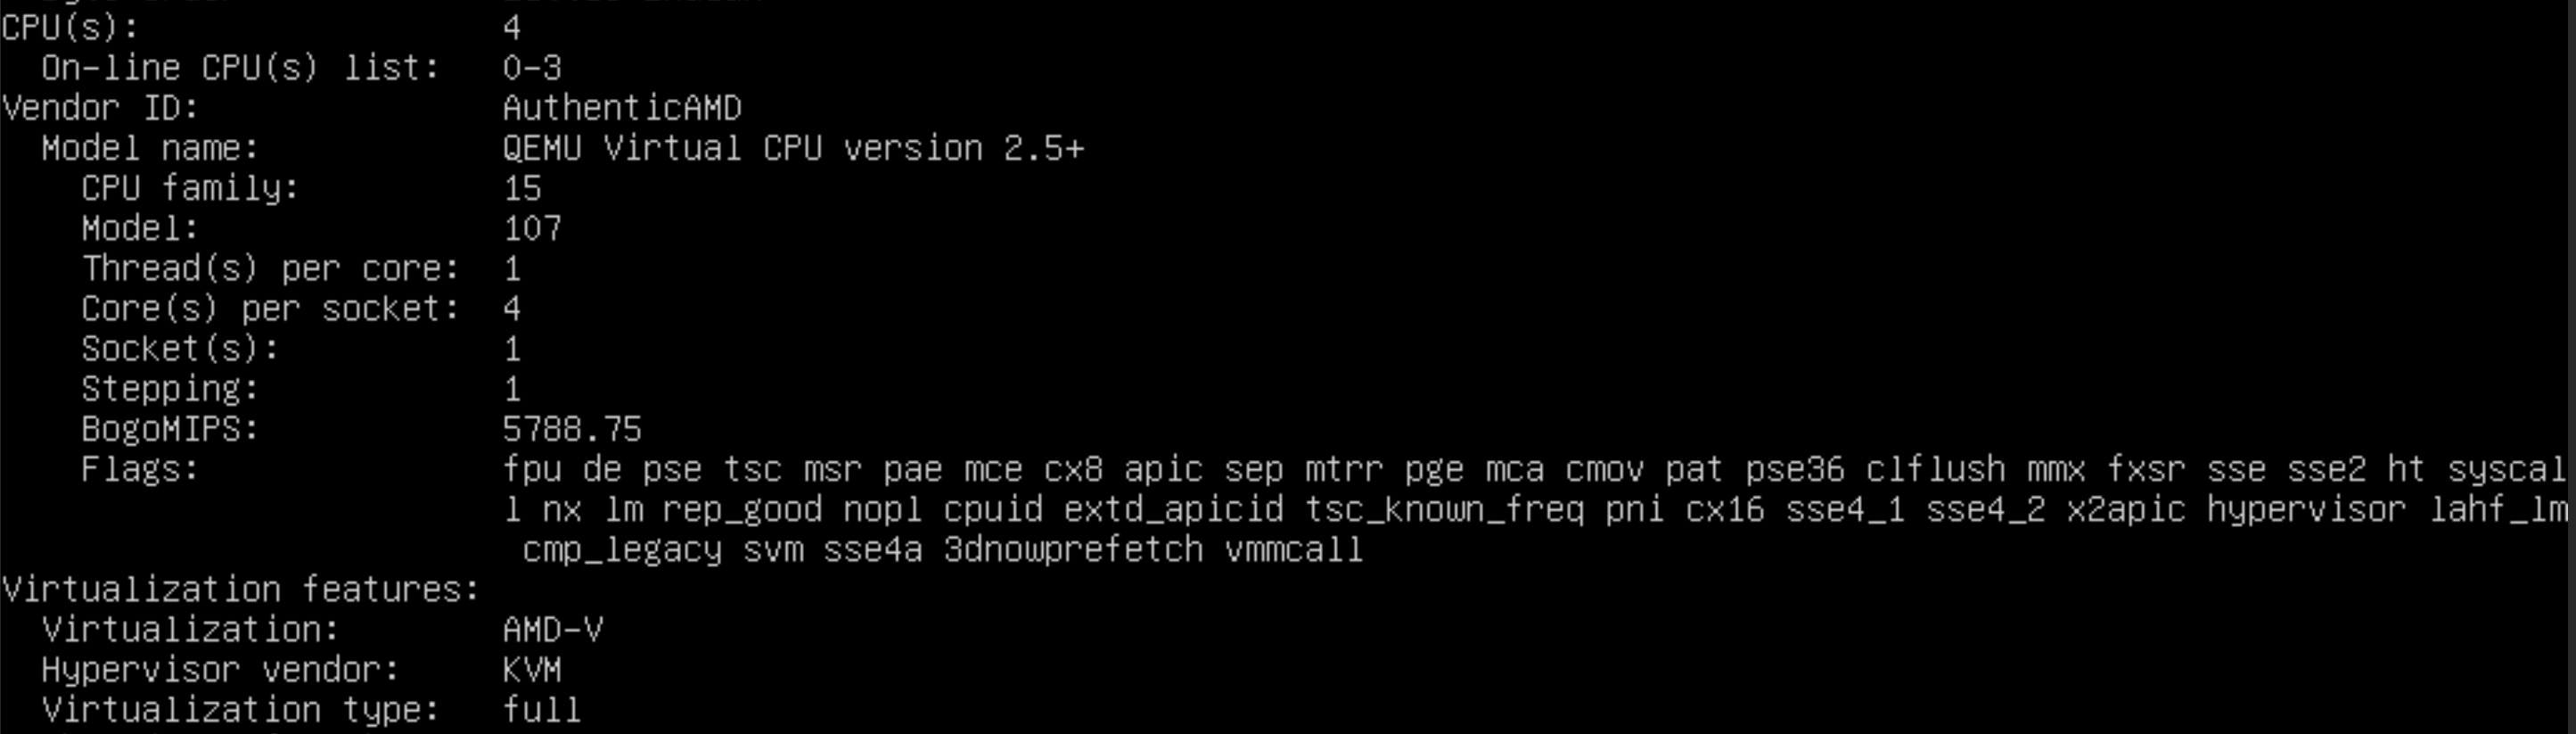 CPU(s): 4
On-line CPU(s) list: 0-3
Vendor ID: AuthenticAMD
Model name: QEMU Virtual CPU version 2.5+
CPU family: 15
Model: 107
Thread(s) per core: 1
Core(s) per socket: 4
Socket(s): 1
Stepping: 1
BogoMIPS: 5788.75
Flags: fpu de pse tsc msr pae mce cx8 apic sep mtrr pge mca cmov pat pse36 clflush mmx fxsr sse sse2 ht syscal
l nx lm rep_good nopl cpuid extd_apicid tsc_known_freq pni cx16 sse4_1 sse4_2 x2apic hypervisor lahf_lm
cmp_legacy svm sse4a 3dnowprefetch vmmcall
Virtualization features:
Virtualization: AMD-V
Hypervisor vendor: KVM
Virtualization type: full